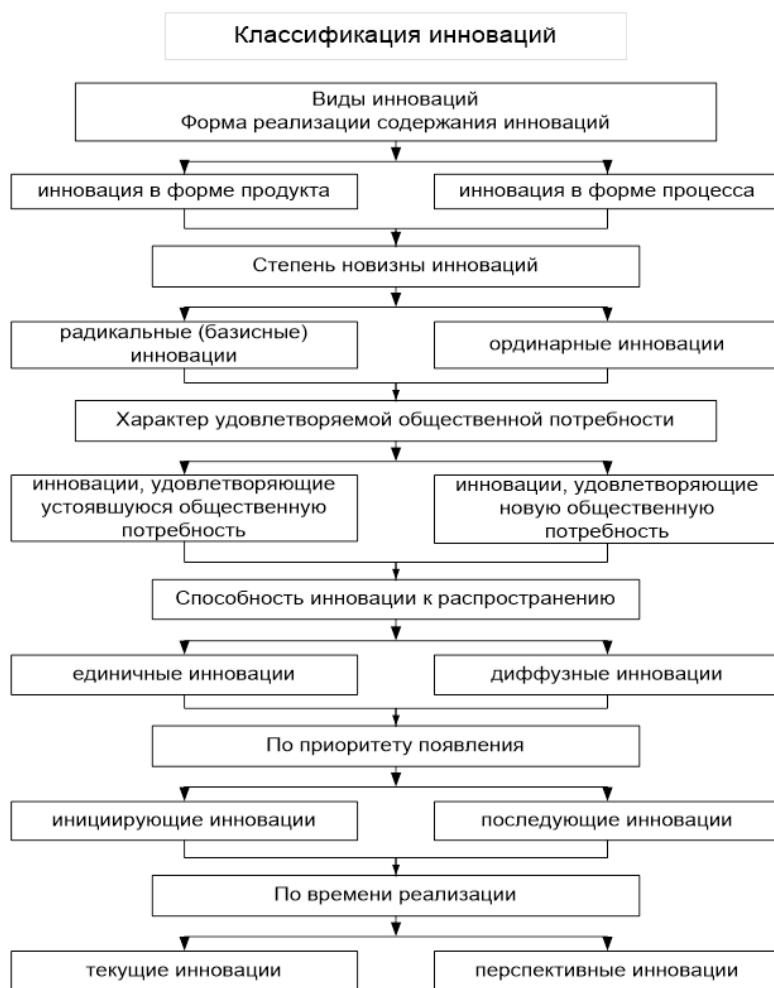 Классификация инноваций
Виды инноваций
Форма реализации содержания инноваций
инновация в форме продукта
инновация в форме процесса
Степень новизны инноваций
радикальные (базисные)
инновации
ординарные инновации
Характер удовлетворяемой общественной потребности
инновации, удовлетворяющие
устоявшуюся общественную
потребность
инновации, удовлетворяющие
новую общественную
потребность
Способность инновации к распространению
единичные инновации
диффузные инновации
По приоритету появления
инициирующие инновации
последующие инновации
По времени реализации
текущие инновации
перспективные инновации